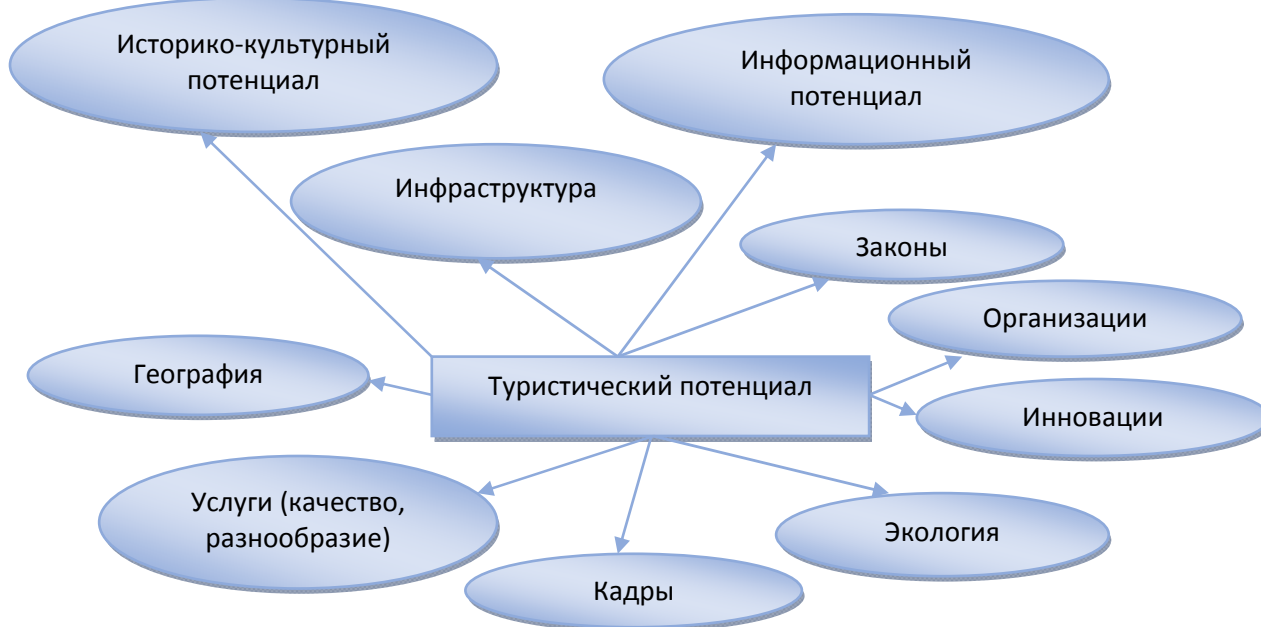 Историко-культурный
потенциал
Информационный
потенциал
Инфраструктура
Законы
Организации
География
Туристический потенциал
Инновации
Услуги (качество,
разнообразие)
Экология
Кадры